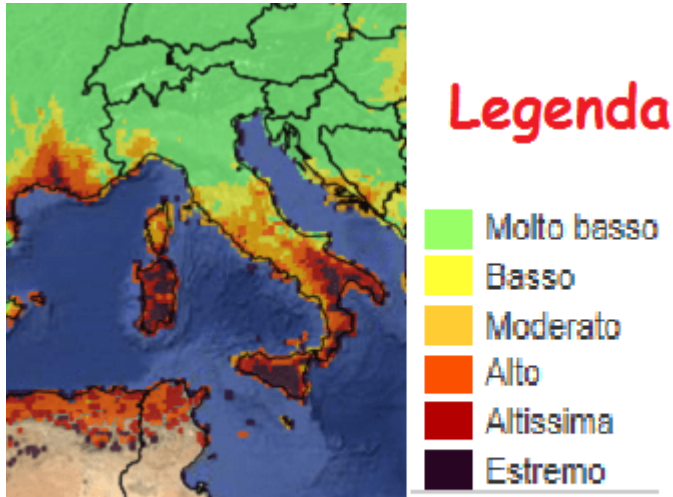 Legenda
Molto basso
Basso
Moderato
Alto
Altissima
Estremo